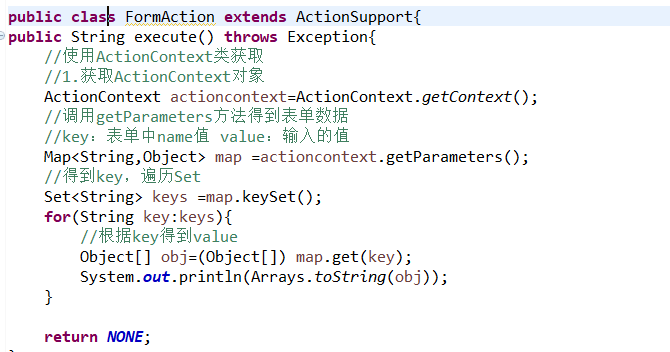 public class FormAction extends ActionSupport{
public String execute() throws Exception{
//使用ActionContext类获取
//1.获取ActionContext对象
ActionContext actioncontext=ActionContext.getContext();
//调用getParameters方法得到表单数据
//key：表单中name值 value：输入的值
Map<String,Object> map =actioncontext.getParameters();
//得到key，遍历Set
Set<String> keys =map.keySet();
for(String key:keys){
//根据key得到value
Object[] obj=(Object[]) map.get(key);
System.out.println(Arrays.toString(obj));
}
return NONE;